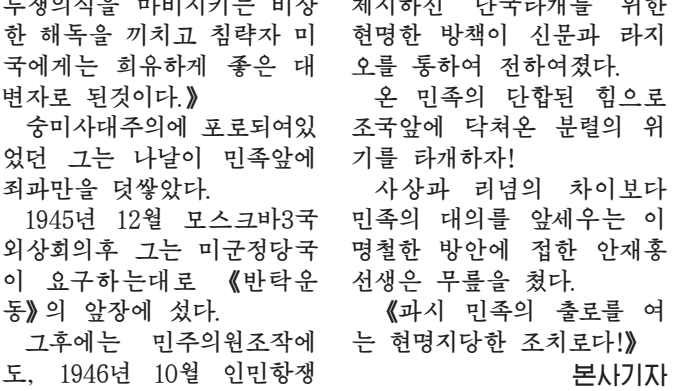 투쟁의식을 마비시키는 비상
한 해독을 끼치고 침략자 미
국에게는 희유하게 좋은 대
변자로 된것이다.》
숭미사대주의에 포로되여있
었던 그는 나날이 민족앞에
죄과만을 덧쌓았다.
1945년 12월 모스크바3국
외상회의후 그는 미군정당국
이 요구하는대로 《반탁운
동》의 앞장에 섰다.
그후에는 민주의원조작에
도, 1946년 10월 인민항쟁
제시하신 난국타개를 위한
현명한 방책이 신문과 라지
오를 통하여 전하여졌다.
온 민족의 단합된 힘으로
조국앞에 닥쳐온 분렬의 위
기를 타개하자!
사상과 리념의 차이보다
민족의 대의를 앞세우는 이
명철한 방안에 접한 안재홍
선생은 무릎을 쳤다.
《과시 민족의 출로를 여
는 현명지당한 조치로다!》
본사기자